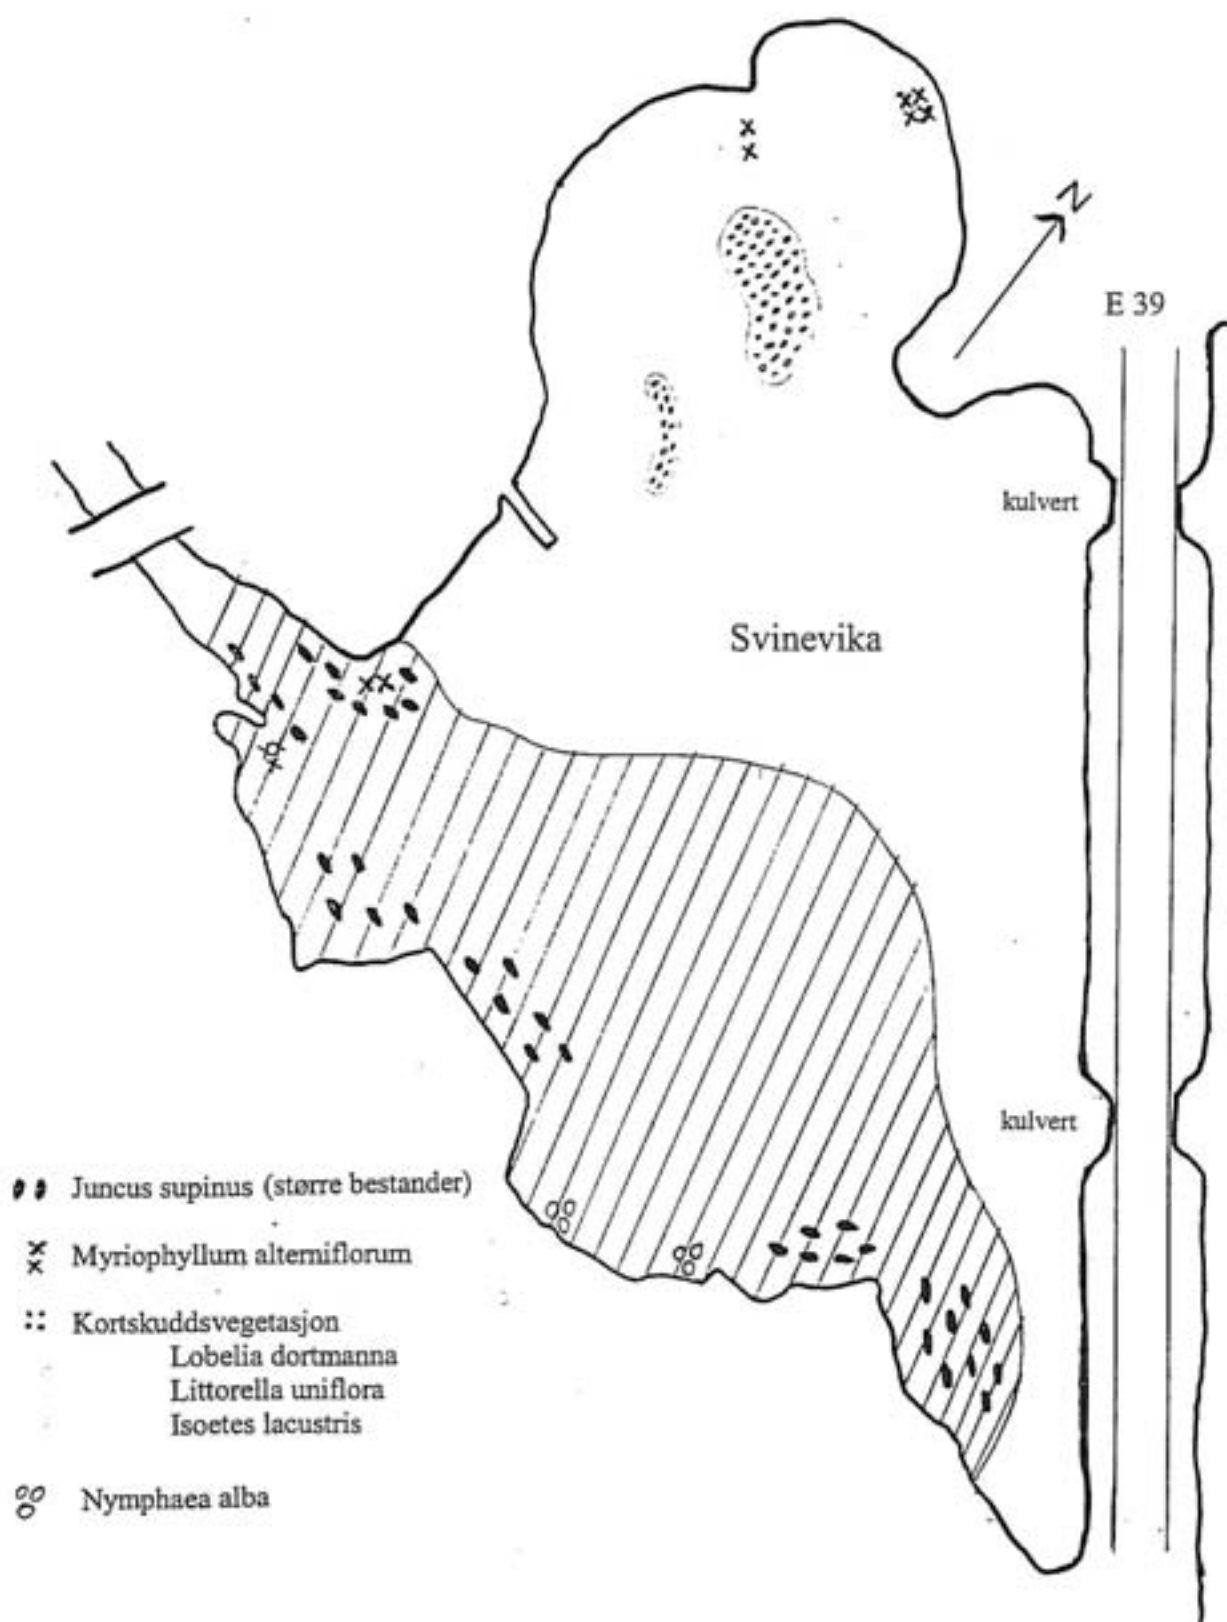 N
E 39
kulvert
Svinevika
kulvert
Juncus supinus (større bestander)
Myriophyllum alterniflorum
Kortskuddsvegetasjon
Lobelia dortmanna
Littorella uniflora
Isoetes lacustris
Nymphaea alba